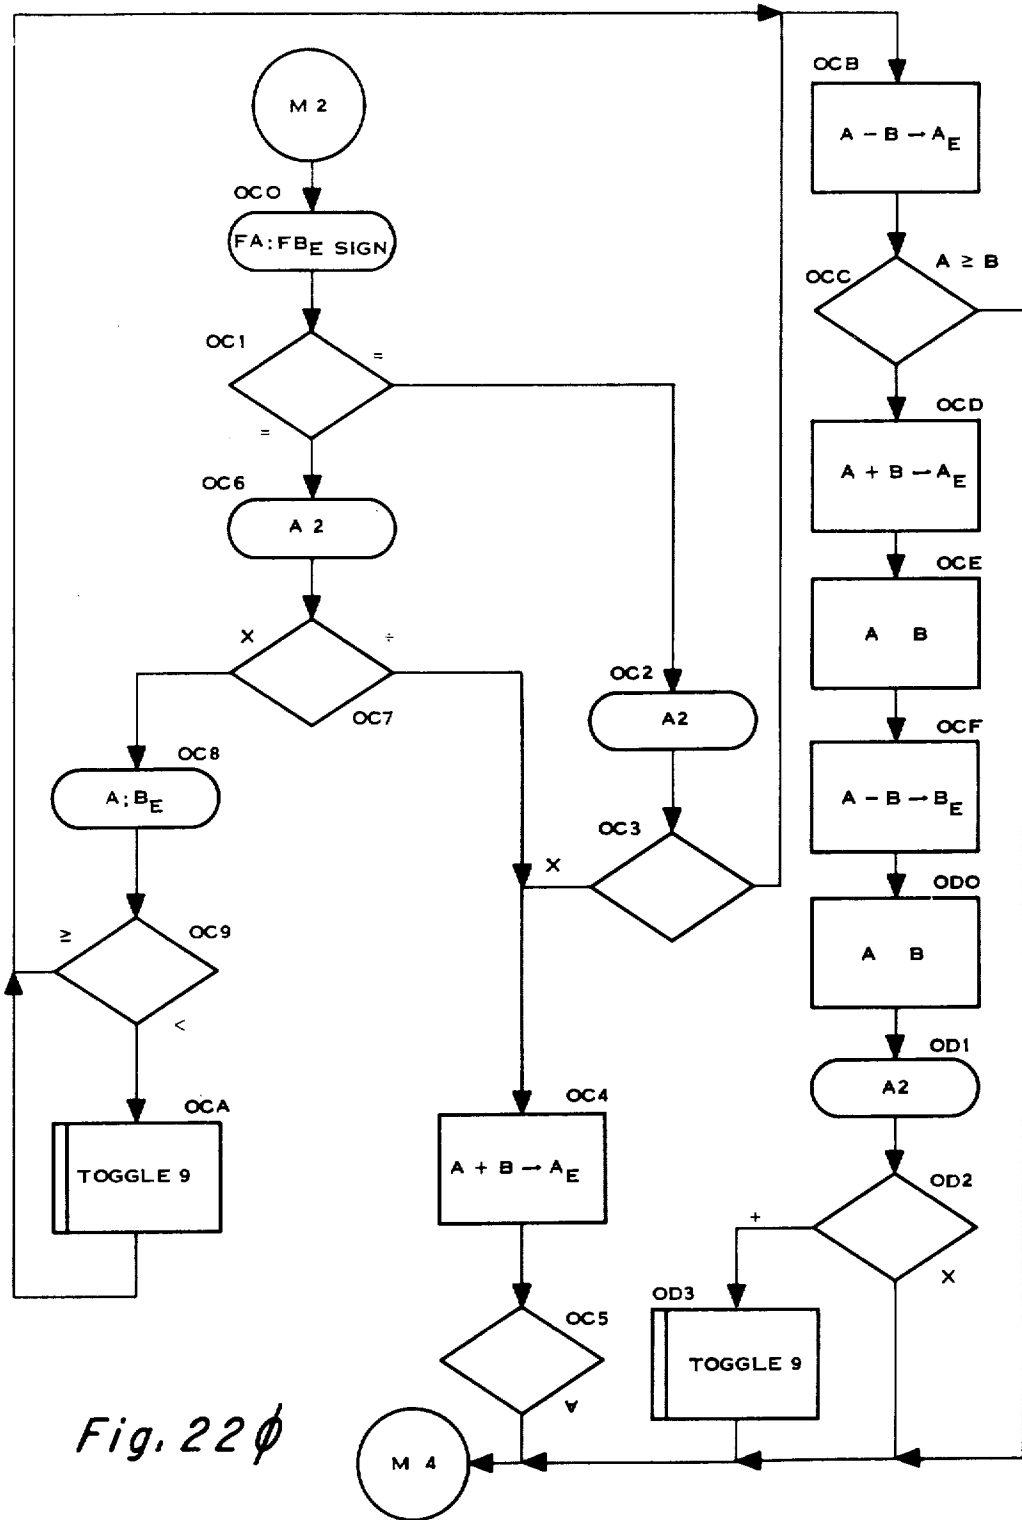 M 2
OC0
FA:FBE SIGN
OC1
=
=
OC6
A 2
X
÷
OC7
OC8
A:BE
≥
OC9
<
OCA
TOGGLE 9
OC2
A2
OC3
X
OC4
A + B → AE
OC5
∀
M 4
OCB
A − B → AE
OCC
A ≥ B
OCD
A + B → AE
OCE
A B
OCF
A − B → BE
OD0
A B
OD1
A2
OD2
+
X
OD3
TOGGLE 9
Fig. 22ϕ